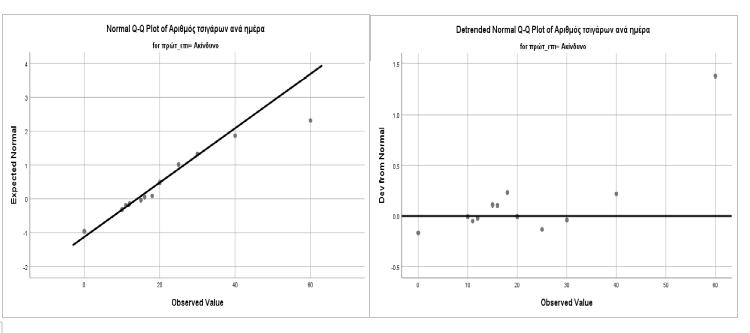 Normal Q-Q Plot of Αριθμός τσιγάρων ανά ημέρα
for πρώτ_επι= Ακίνδυνο
4
3
2
1
0
-1
-2
Expected Normal
0
20
40
60
Observed Value
Detrended Normal Q-Q Plot of Αριθμός τσιγάρων ανά ημέρα
for πρώτ_επι= Ακίνδυνο
1.5
1.0
0.5
0.0
-0.5
Dev from Normal
0
10
20
30
40
50
60
Observed Value